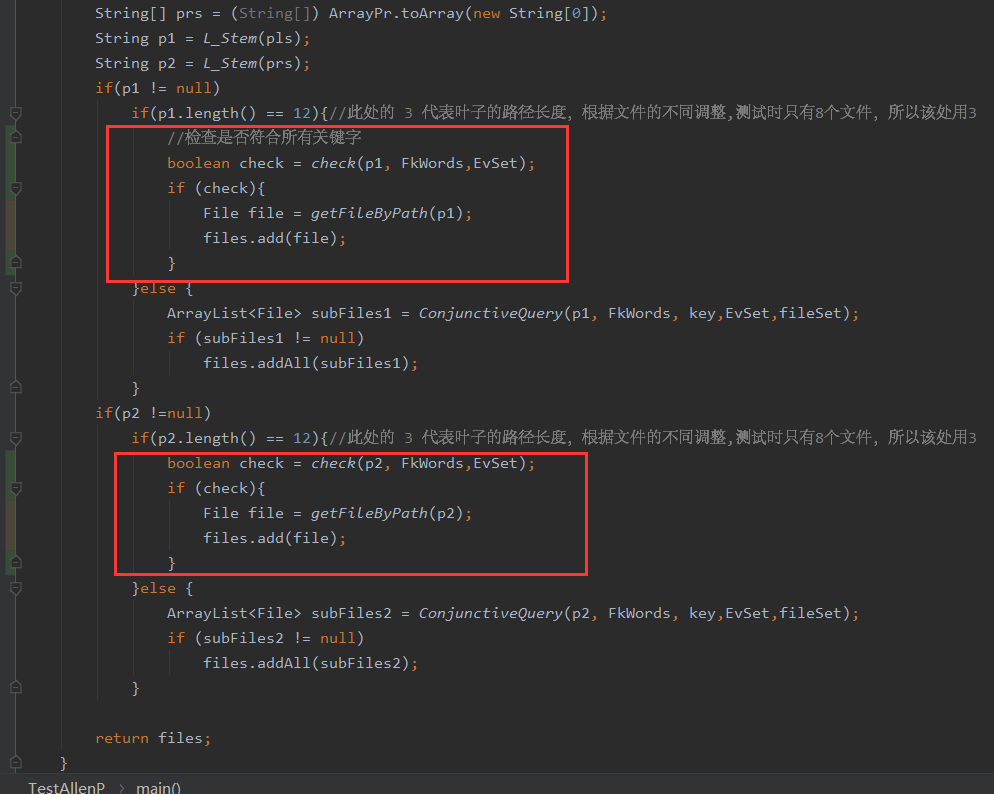 String[] prs = (String[]) ArrayPr.toArray(new String[0]);
String p1 = L_Stem(pls);
String p2 = L_Stem(prs);
if(p1 != null)
if(p1.length() == 12){//此处的 3 代表叶子的路径长度，根据文件的不同调整,测试时只有8个文件，所以该处用3
//检查是否符合所有关键字
boolean check = check(p1, FkWords,EvSet);
if (check){
File file = getFileByPath(p1);
files.add(file);
}
}else {
ArrayList<File> subFiles1 = ConjunctiveQuery(p1, FkWords, key,EvSet,fileSet);
if (subFiles1 != null)
files.addAll(subFiles1);
}
if(p2 !=null)
if(p2.length() == 12){//此处的 3 代表叶子的路径长度，根据文件的不同调整,测试时只有8个文件，所以该处用3
boolean check = check(p2, FkWords,EvSet);
if (check){
File file = getFileByPath(p2);
files.add(file);
}
}else {
ArrayList<File> subFiles2 = ConjunctiveQuery(p2, FkWords, key,EvSet,fileSet);
if (subFiles2 != null)
files.addAll(subFiles2);
}
return files;
}
TestAllenP › main()